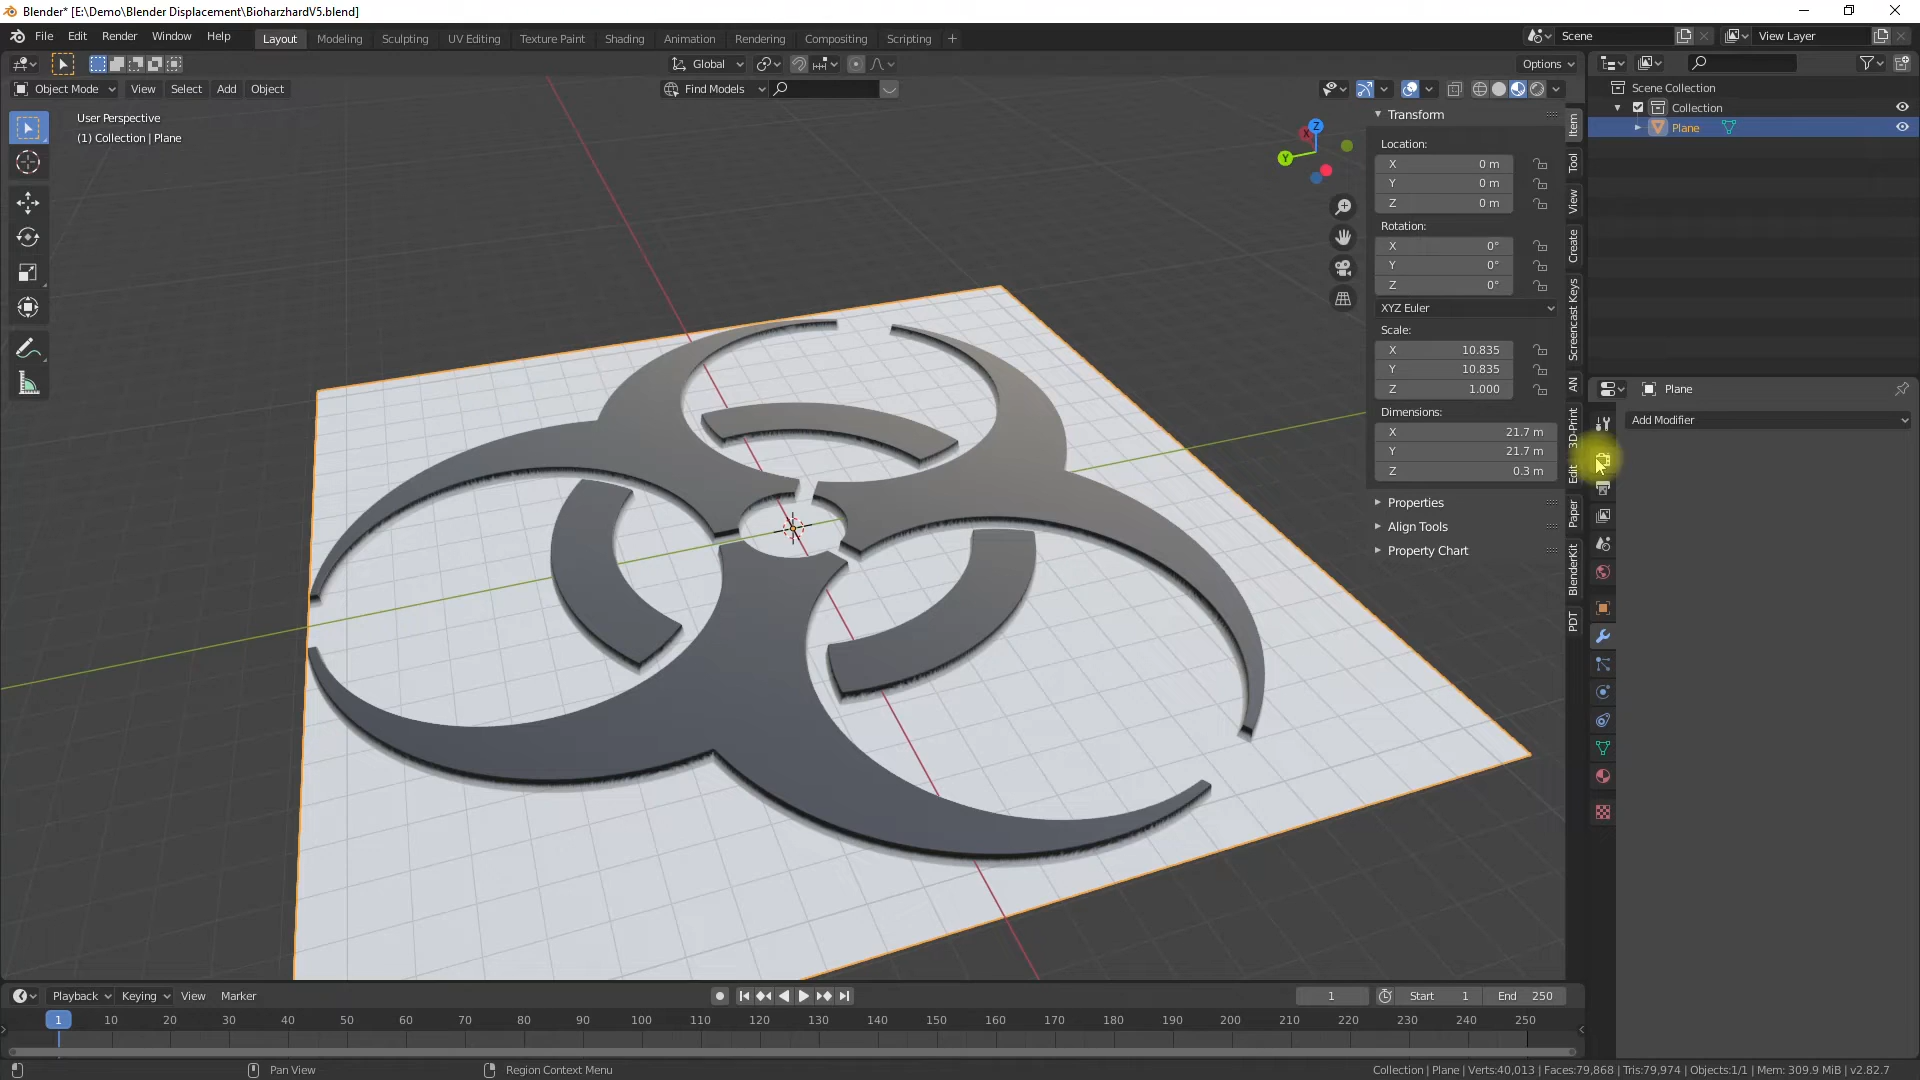 Blender* [E:\Demo\Blender Displacement\BioharzhardV5.blend]
File Edit Render Window Help Layout Modeling Sculpting UV Editing Texture Paint Shading Animation Rendering Compositing Scripting + Scene View Layer
Global Options
Object Mode View Select Add Object Find Models
User Perspective
(1) Collection | Plane
X Y Z
Transform
Location:
X 0 m
Y 0 m
Z 0 m
Rotation:
X 0°
Y 0°
Z 0°
XYZ Euler
Scale:
X 10.835
Y 10.835
Z 1.000
Dimensions:
X 21.7 m
Y 21.7 m
Z 0.3 m
Properties
Align Tools
Property Chart
Item
Tool
View
Create
Screencast Keys
AN
3D-Print
Edit
Paper
BlenderKit
PDT
Scene Collection
Collection
Plane
Plane
Add Modifier
Playback Keying View Marker 1 Start 1 End 250
1 10 20 30 40 50 60 70 80 90 100 110 120 130 140 150 160 170 180 190 200 210 220 230 240 250
Pan View Region Context Menu Collection | Plane | Verts:40,013 | Faces:79,868 | Tris:79,974 | Objects:1/1 | Mem: 309.9 MiB | v2.82.7